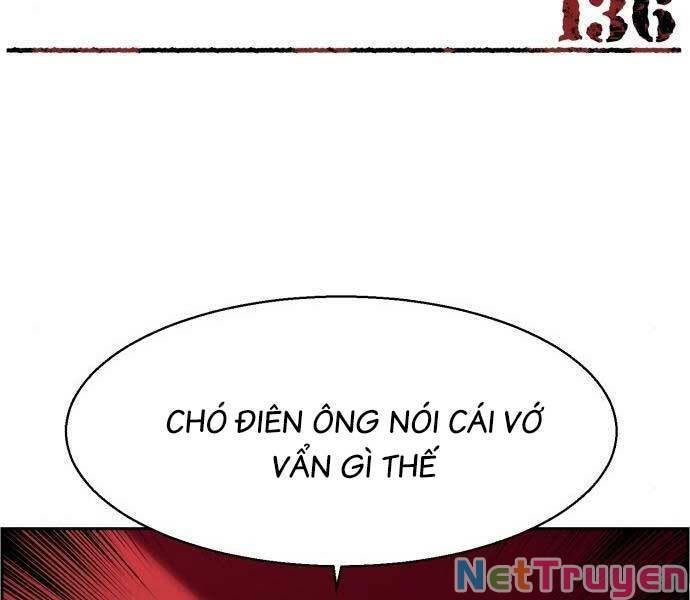 136
CHÓ ĐIÊN ÔNG NÓI CÁI VỚ
VẨN GÌ THẾ
NetTruyen